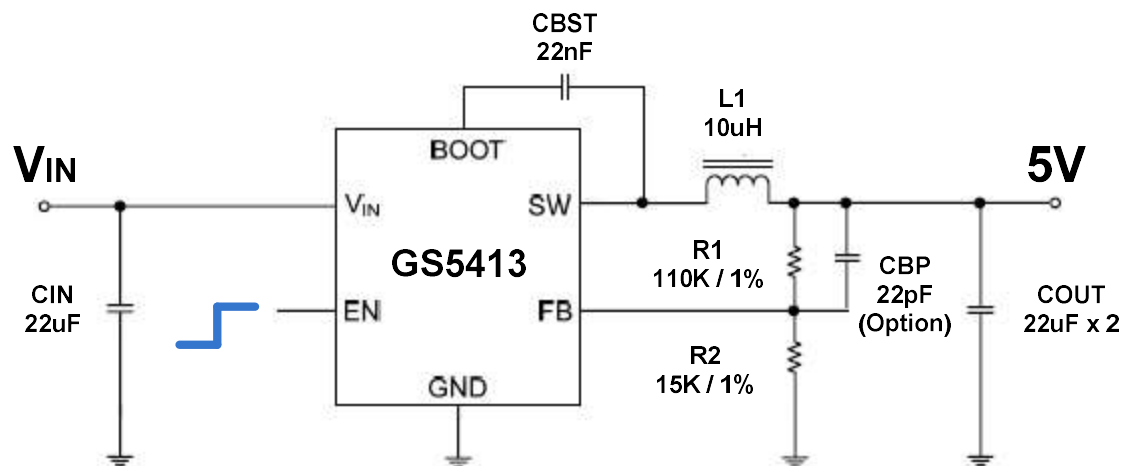 CBST
22nF
L1
10uH
BOOT
VIN
5V
VIN
SW
GS5413
R1
110K / 1%
CBP
22pF
(Option)
CIN
22uF
EN
FB
COUT
22uF x 2
R2
15K / 1%
GND